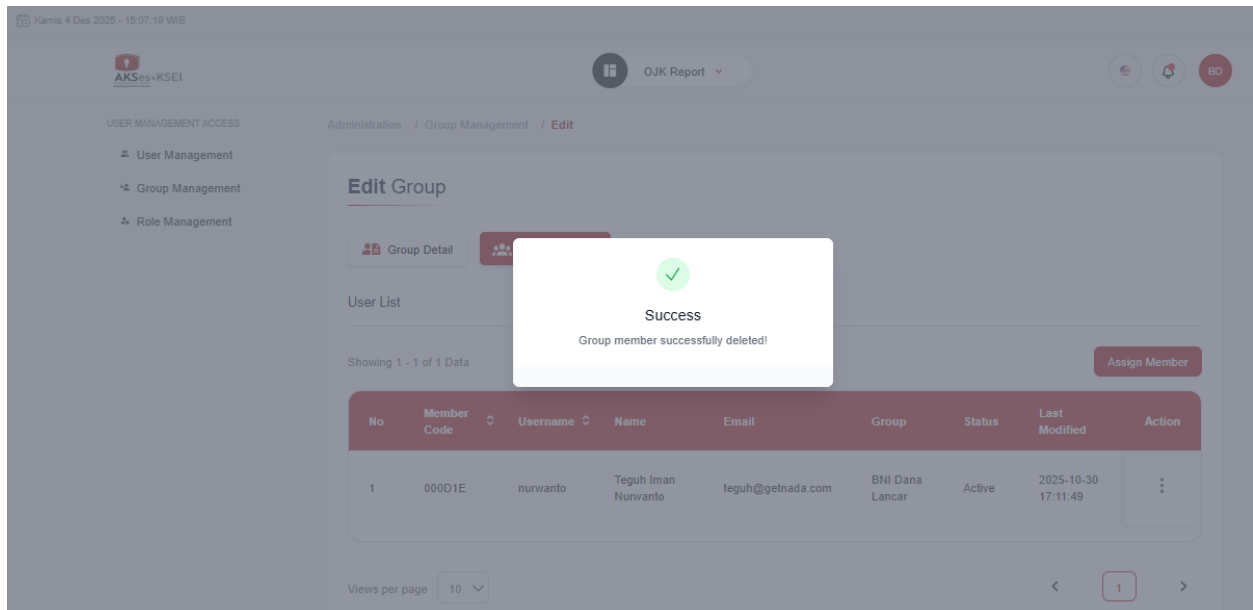 Kamis 4 Des 2025 - 15:07:19 WIB
AKSes-KSEI
OJK Report
BD
USER MANAGEMENT ACCESS
User Management
Group Management
Role Management
Administration / Group Management / Edit
Edit Group
Group Detail
User List
Success
Group member successfully deleted!
Showing 1 - 1 of 1 Data
Assign Member
No Member Code Username Name Email Group Status Last Modified Action
1 000D1E nurwanto Teguh Iman Nurwanto teguh@getnada.com BNI Dana Lancar Active 2025-10-30 17:11:49
Views per page 10
1